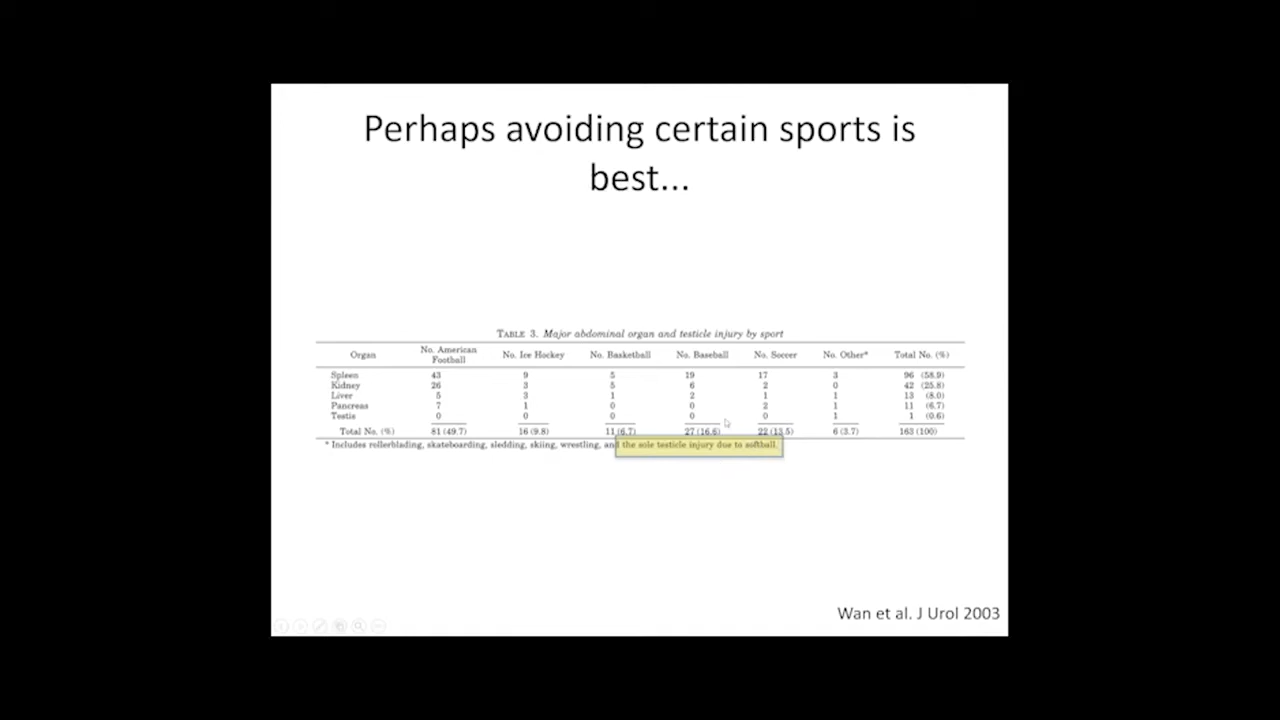 Perhaps avoiding certain sports is
best...
TABLE 3. Major abdominal organ and testicle injury by sport
Organ No. American Football No. Ice Hockey No. Basketball No. Baseball No. Soccer No. Other* Total No. (%)
Spleen 43 9 5 19 17 3 96 (58.9)
Kidney 26 3 5 6 2 0 42 (25.8)
Liver 5 3 1 2 1 1 13 (8.0)
Pancreas 7 1 0 0 2 1 11 (6.7)
Testis 0 0 0 0 0 1 1 (0.6)
Total No. (%) 81 (49.7) 16 (9.8) 11 (6.7) 27 (16.6) 22 (13.5) 6 (3.7) 163 (100)
* Includes rollerblading, skateboarding, sledding, skiing, wrestling, and the sole testicle injury due to softball.
Wan et al. J Urol 2003